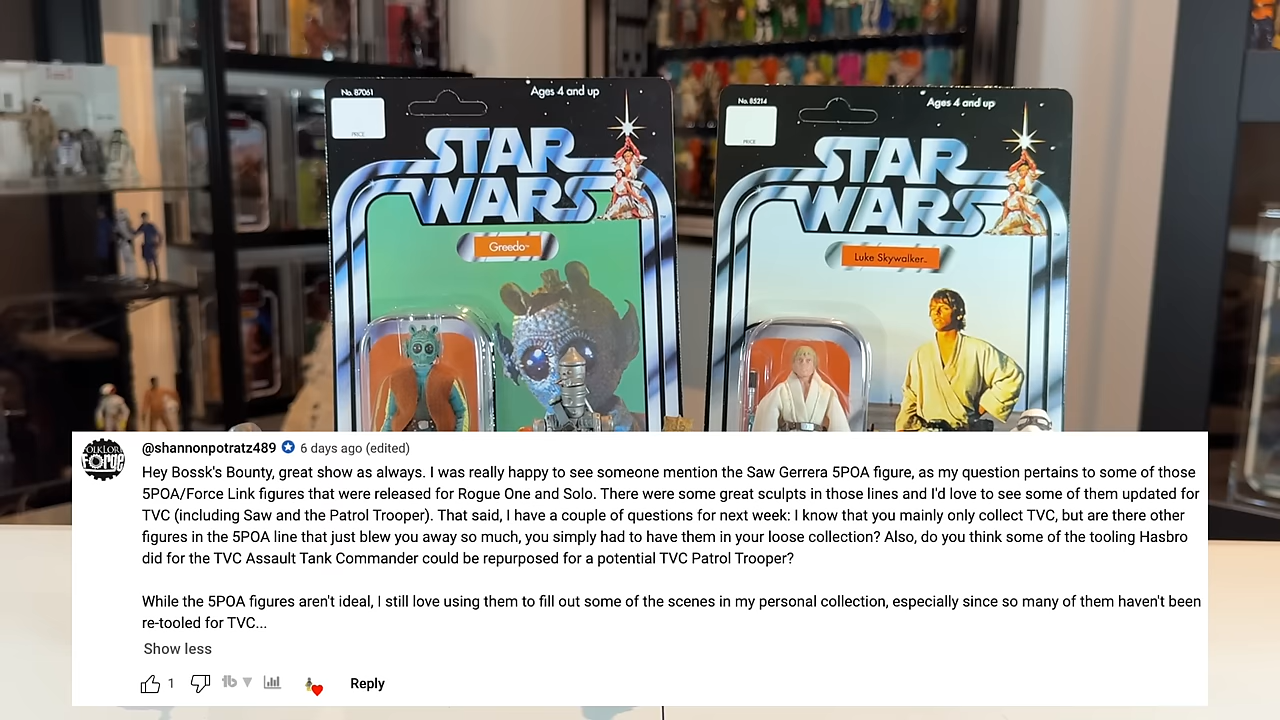 No. 87061
Ages 4 and up
PRICE
STAR
WARS
Greedo™
No. 85214
Ages 4 and up
PRICE
STAR
WARS
Luke Skywalker™
FOLKLORE
FORGE
@shannonpotratz489 6 days ago (edited)
Hey Bossk's Bounty, great show as always. I was really happy to see someone mention the Saw Gerrera 5POA figure, as my question pertains to some of those
5POA/Force Link figures that were released for Rogue One and Solo. There were some great sculpts in those lines and I'd love to see some of them updated for
TVC (including Saw and the Patrol Trooper). That said, I have a couple of questions for next week: I know that you mainly only collect TVC, but are there other
figures in the 5POA line that just blew you away so much, you simply had to have them in your loose collection? Also, do you think some of the tooling Hasbro
did for the TVC Assault Tank Commander could be repurposed for a potential TVC Patrol Trooper?
While the 5POA figures aren't ideal, I still love using them to fill out some of the scenes in my personal collection, especially since so many of them haven't been
re-tooled for TVC...
Show less
1 tb Reply